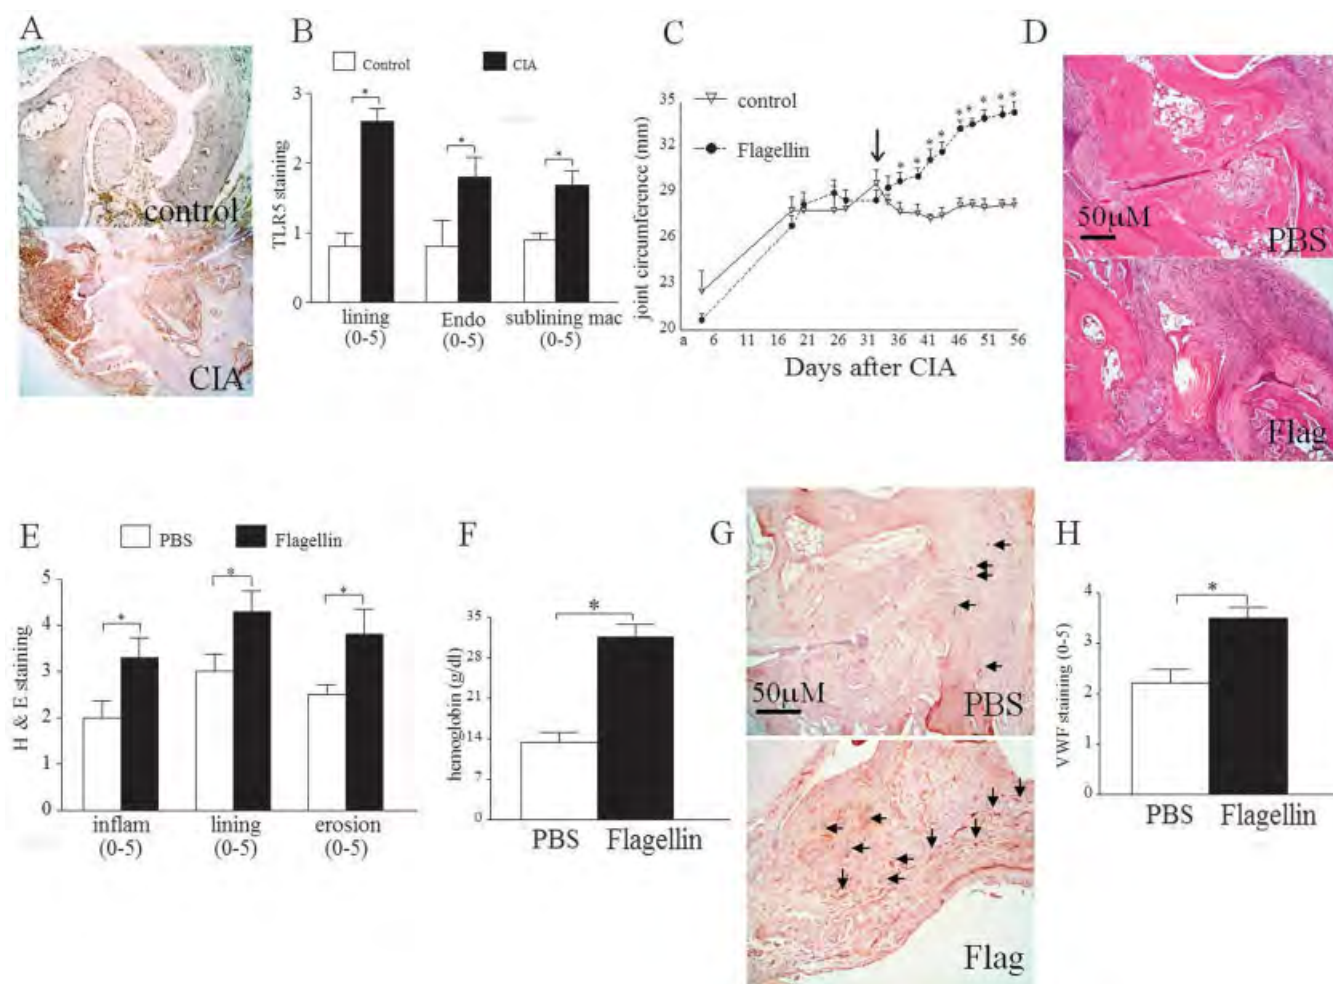 A
control
CIA
B
Control
CIA
TLR5 staining
3
2
1
0
*
*
*
lining
(0-5)
Endo
(0-5)
sublining mac
(0-5)
C
control
Flagellin
joint circumference (mm)
35
32
29
26
23
20
* * * * * * * * *
a 6 11 16 21 26 31 36 41 46 51 56
Days after CIA
D
50μM
PBS
Flag
E
PBS
Flagellin
H & E staining
5
4
3
2
1
0
*
*
*
inflam
(0-5)
lining
(0-5)
erosion
(0-5)
F
hemoglobin (g/dl)
35
28
21
14
7
0
*
PBS
Flagellin
G
50μM
PBS
Flag
H
VWF staining (0-5)
4
3
2
1
0
*
PBS
Flagellin